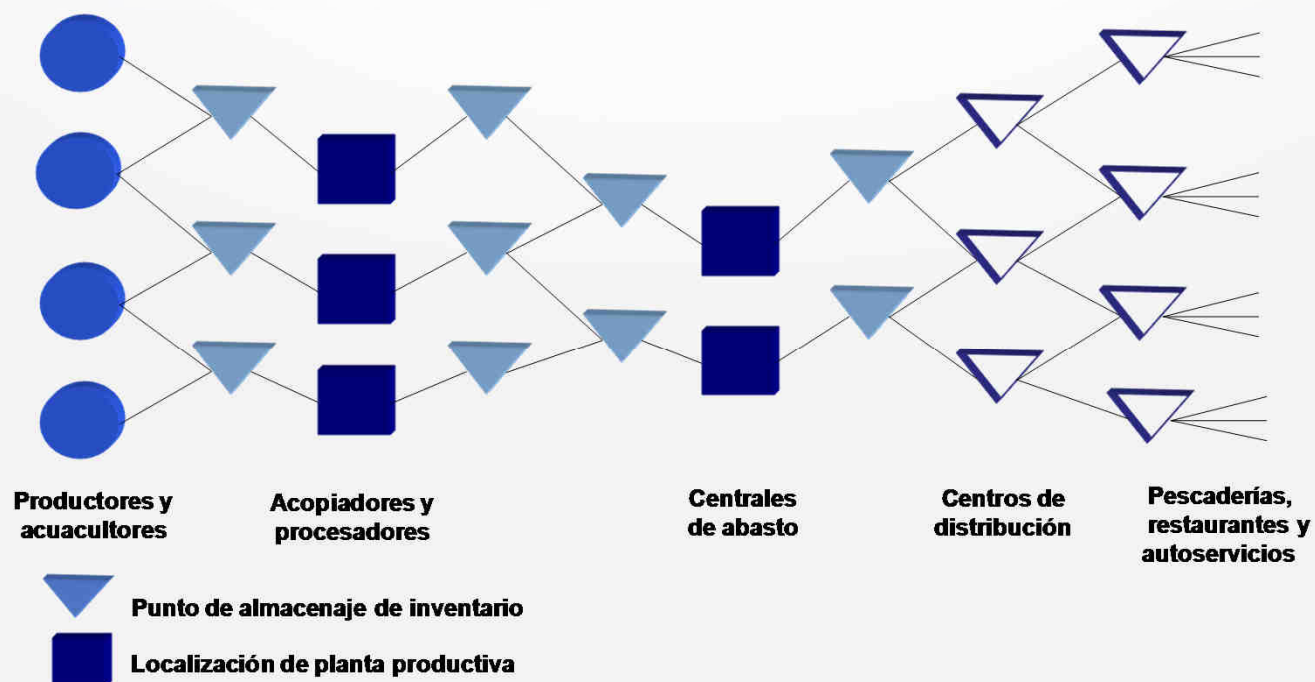 Productores y
acuacultores
Acopiadores y
procesadores
Centrales
de abasto
Centros de
distribución
Pescaderías,
restaurantes y
autoservicios
Punto de almacenaje de inventario
Localización de planta productiva